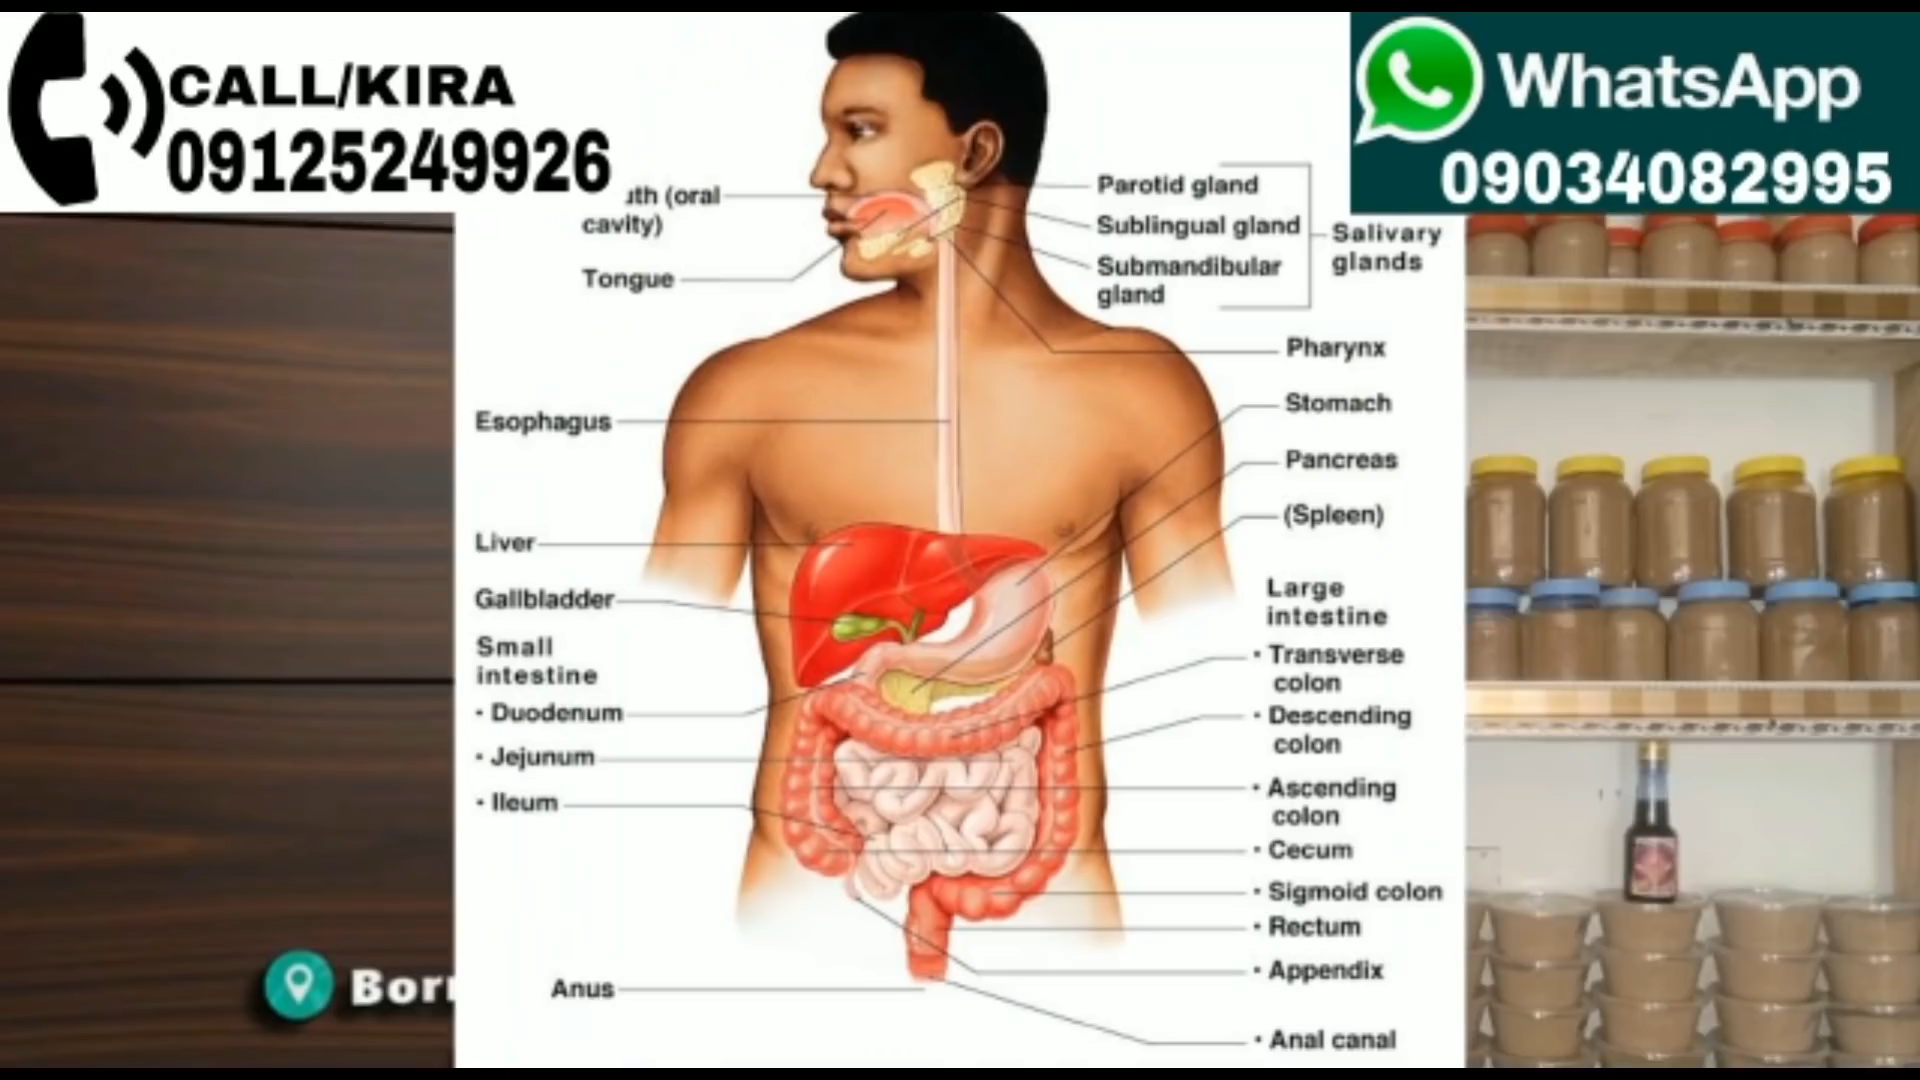 CALL/KIRA
09125249926
WhatsApp
09034082995
(oral
cavity)
Tongue
Esophagus
Liver
Gallbladder
Small
intestine
· Duodenum
· Jejunum
· Ileum
Anus
Parotid gland
Sublingual gland
Submandibular
gland
Salivary
glands
Pharynx
Stomach
Pancreas
(Spleen)
Large
intestine
· Transverse
colon
· Descending
colon
· Ascending
colon
· Cecum
· Sigmoid colon
· Rectum
· Appendix
· Anal canal